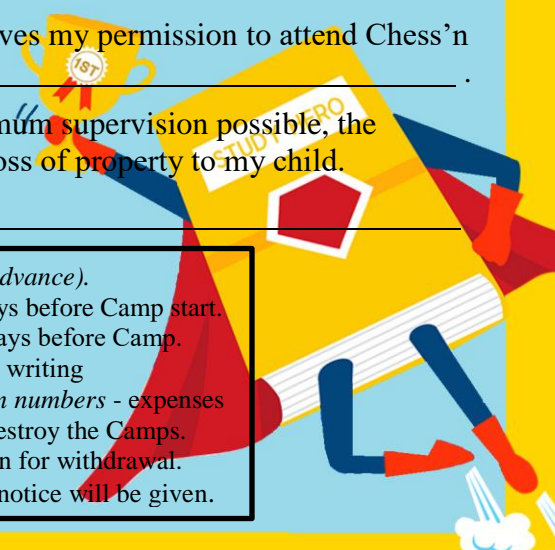 ves my permission to attend Chess’n
1ST
.
mum supervision possible, the
STUDY HERO
oss of property to my child.
dvance).
ys before Camp start.
ays before Camp.
writing
n numbers - expenses
estroy the Camps.
n for withdrawal.
notice will be given.